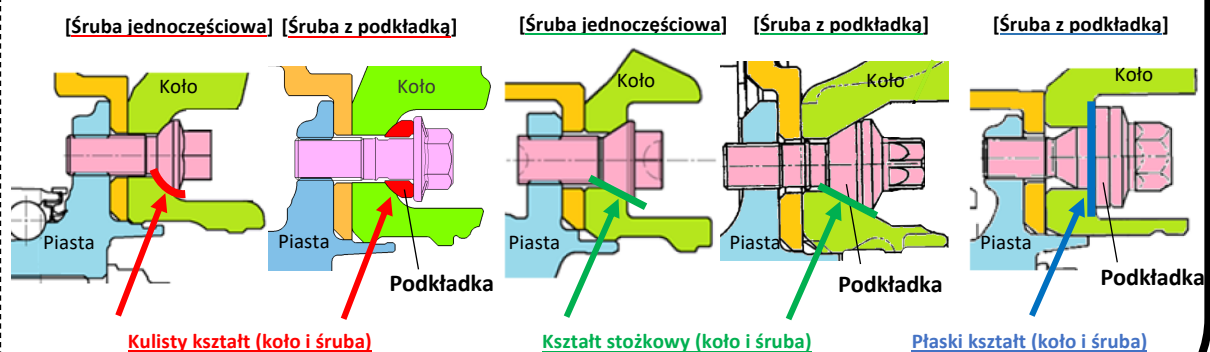 [Śruba jednoczęściowa] [Śruba z podkładką] [Śruba jednoczęściowa] [Śruba z podkładką] [Śruba z podkładką]
Koło Koło Koło Koło Koło
Piasta Piasta Piasta Piasta Piasta
Podkładka Podkładka Podkładka
Kulisty kształt (koło i śruba) Kształt stożkowy (koło i śruba) Płaski kształt (koło i śruba)